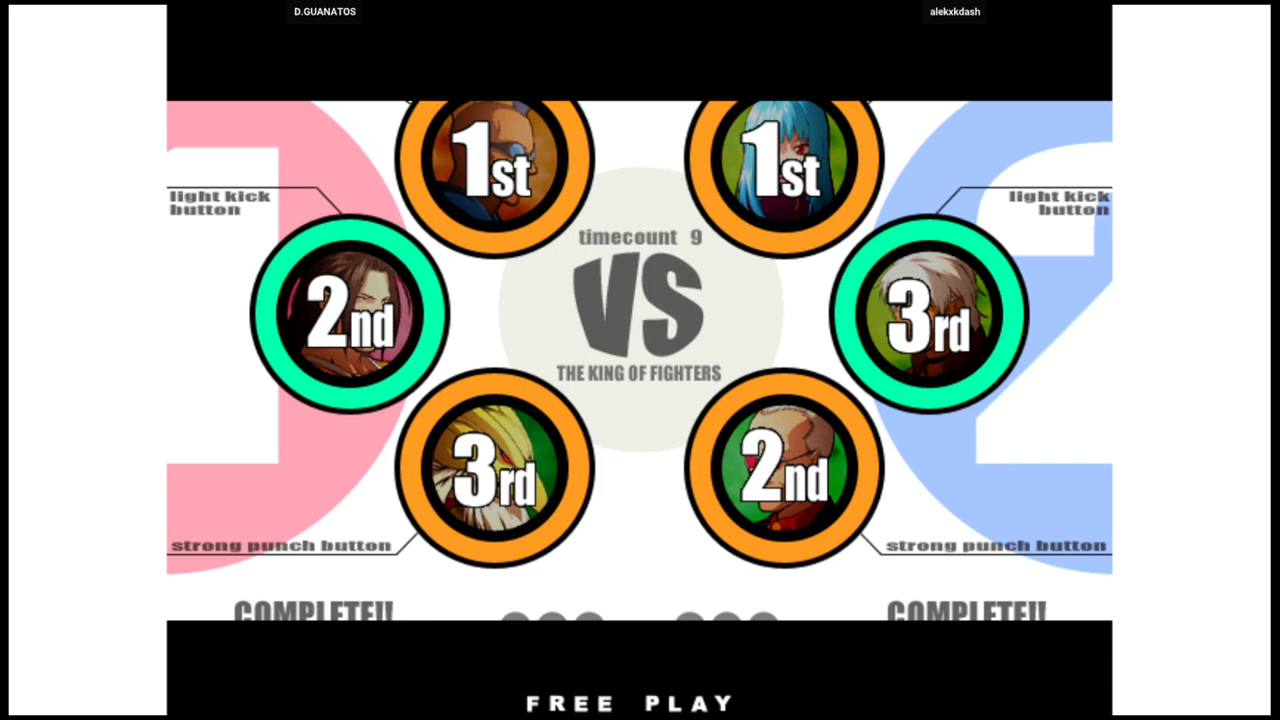 D.GUANATOS
alekxkdash
1st
1st
light kick
button
light kick
button
timecount 9
2nd
VS
3rd
THE KING OF FIGHTERS
3rd
2nd
strong punch button
strong punch button
COMPLETE!!
COMPLETE!!
FREE PLAY